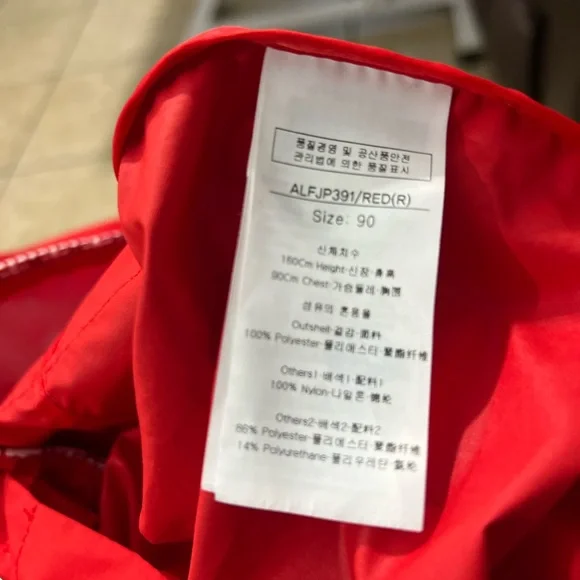 품질경영 및 공산품안전
관리법에 의한 품질표시
ALFJP391/RED(R)
Size: 90
신체치수
160Cm Height·신장·身高
90Cm Chest·가슴둘레·胸围
섬유의 혼용율
Outshell·겉감·面料
100% Polyester·폴리에스터·聚酯纤维
Others1·배색1·配料1
100% Nylon·나일론·锦纶
Others2·배색2·配料2
86% Polyester·폴리에스터·聚酯纤维
14% Polyurethane·폴리우레탄·氨纶